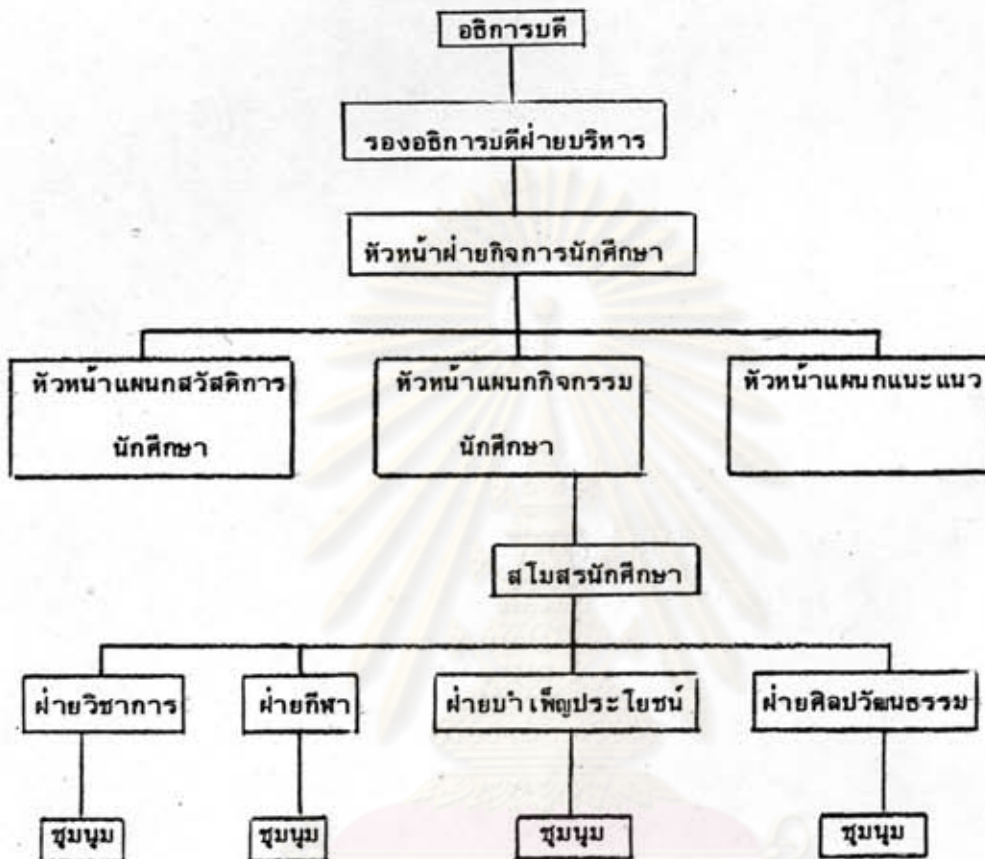 อธิการบดี
รองอธิการบดีฝ่ายบริหาร
หัวหน้าฝ่ายกิจการนักศึกษา
หัวหน้าแผนกสวัสดิการ
นักศึกษา
หัวหน้าแผนกกิจกรรม
นักศึกษา
หัวหน้าแผนกแนะแนว
สโมสรนักศึกษา
ฝ่ายวิชาการ
ฝ่ายกีฬา
ฝ่ายบำเพ็ญประโยชน์
ฝ่ายศิลปวัฒนธรรม
ชุมนุม
ชุมนุม
ชุมนุม
ชุมนุม